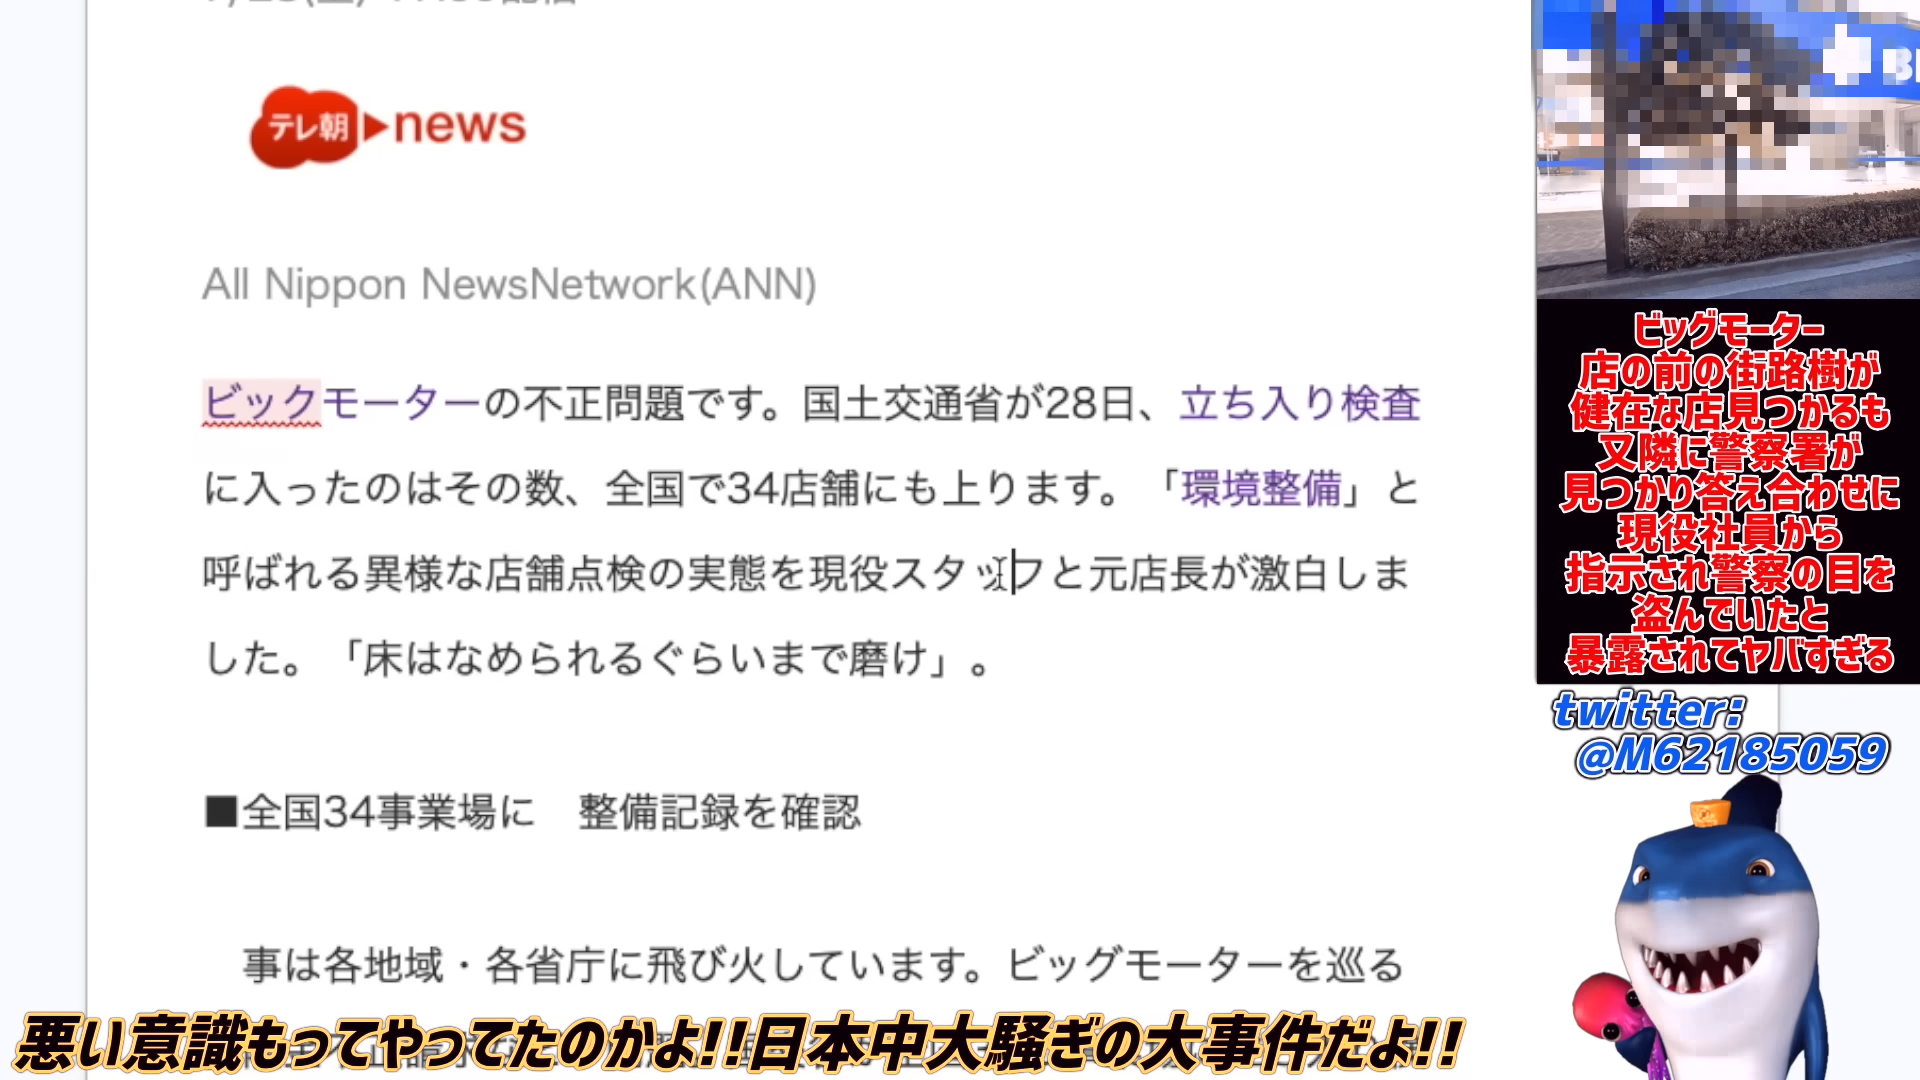 テレ朝 news
All Nippon NewsNetwork(ANN)
ビックモーターの不正問題です。国土交通省が28日、立ち入り検査
に入ったのはその数、全国で34店舗にも上ります。「環境整備」と
呼ばれる異様な店舗点検の実態を現役スタッフと元店長が激白しま
した。「床はなめられるぐらいまで磨け」。
■全国34事業場に　整備記録を確認
事は各地域・各省庁に飛び火しています。ビッグモーターを巡る
悪い意識もってやってたのかよ!!日本中大騒ぎの大事件だよ!!
ビッグモーター
店の前の街路樹が
健在な店見つかるも
又隣に警察署が
見つかり答え合わせに
現役社員から
指示され警察の目を
盗んでいたと
暴露されてヤバすぎる
twitter:
@M62185059